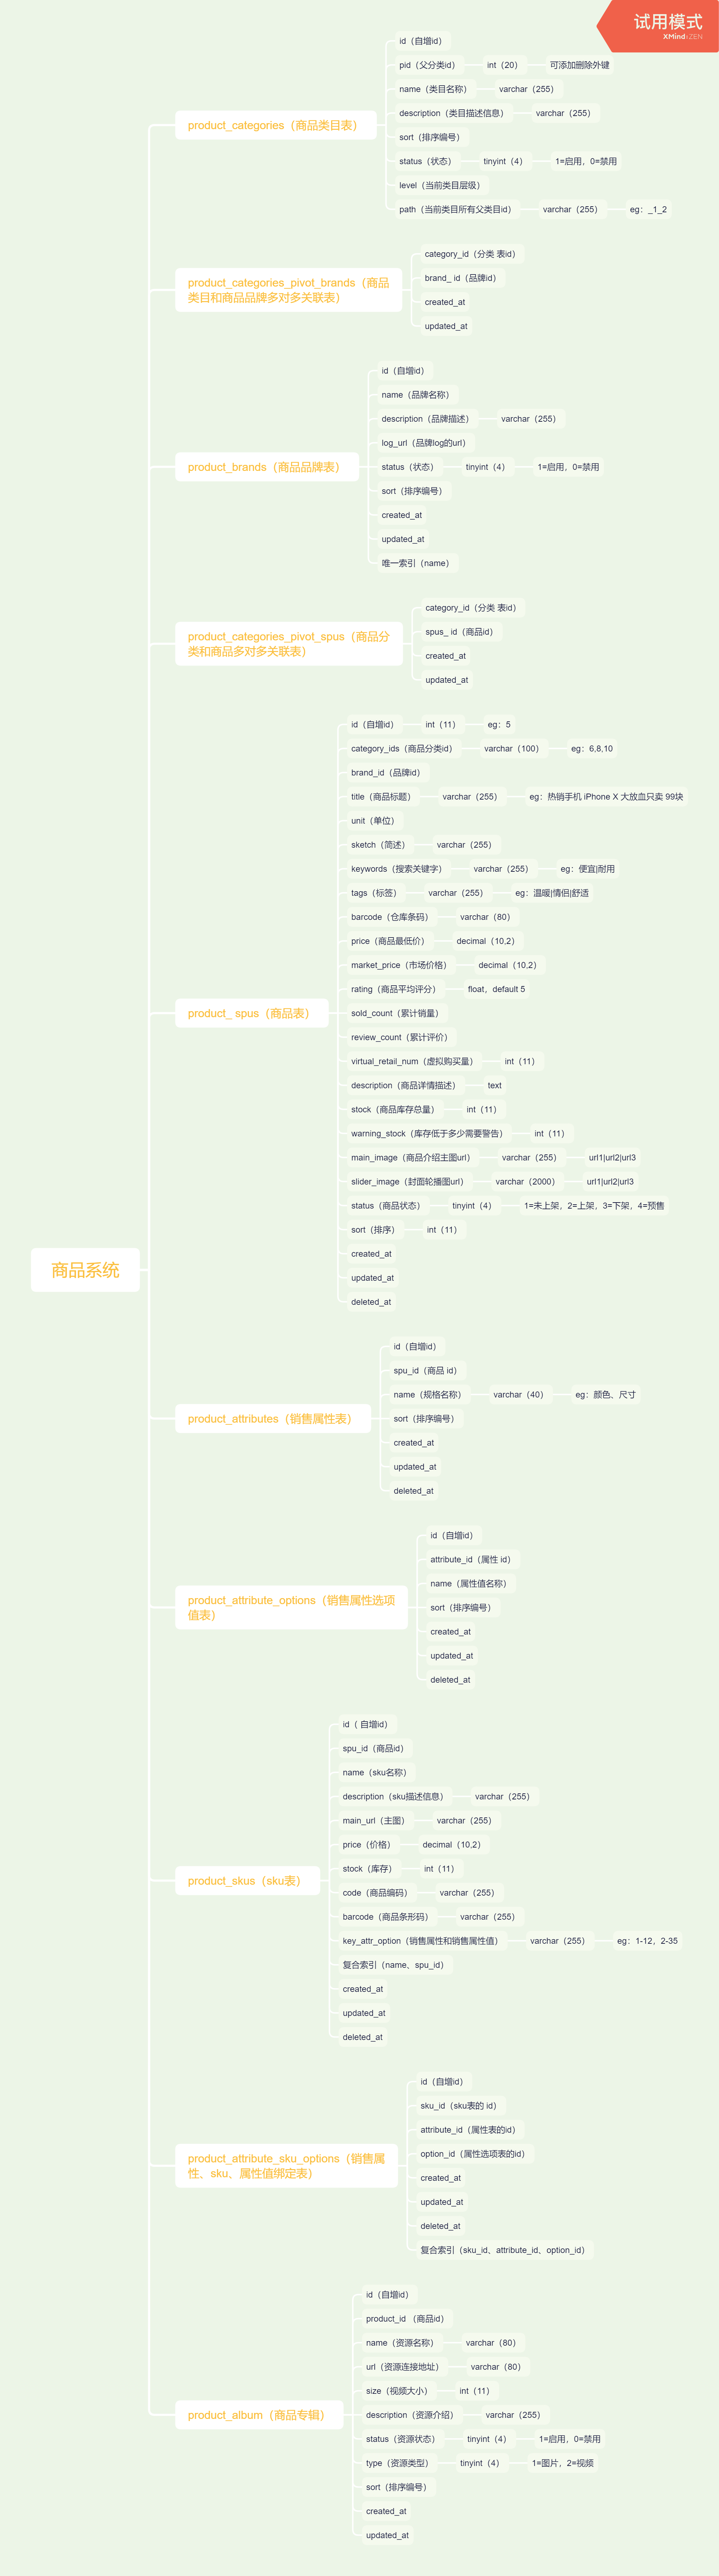 试用模式
XMind:ZEN
商品系统
product_categories（商品类目表）
id（自增id）
pid（父分类id） int（20） 可添加删除外键
name（类目名称） varchar（255）
description（类目描述信息） varchar（255）
sort（排序编号）
status（状态） tinyint（4） 1=启用，0=禁用
level（当前类目层级）
path（当前类目所有父类目id） varchar（255） eg：_1_2
product_categories_pivot_brands（商品
类目和商品品牌多对多关联表）
category_id（分类 表id）
brand_ id（品牌id）
created_at
updated_at
product_brands（商品品牌表）
id（自增id）
name（品牌名称）
description（品牌描述） varchar（255）
log_url（品牌log的url）
status（状态） tinyint（4） 1=启用，0=禁用
sort（排序编号）
created_at
updated_at
唯一索引（name）
product_categories_pivot_spus（商品分
类和商品多对多关联表）
category_id（分类 表id）
spus_ id（商品id）
created_at
updated_at
product_ spus（商品表）
id（自增id） int（11） eg：5
category_ids（商品分类id） varchar（100） eg：6,8,10
brand_id（品牌id）
title（商品标题） varchar（255） eg：热销手机 iPhone X 大放血只卖 99块
unit（单位）
sketch（简述） varchar（255）
keywords（搜索关键字） varchar（255） eg：便宜|耐用
tags（标签） varchar（255） eg：温暖|情侣|舒适
barcode（仓库条码） varchar（80）
price（商品最低价） decimal（10,2）
market_price（市场价格） decimal（10,2）
rating（商品平均评分） float，default 5
sold_count（累计销量）
review_count（累计评价）
virtual_retail_num（虚拟购买量） int（11）
description（商品详情描述） text
stock（商品库存总量） int（11）
warning_stock（库存低于多少需要警告） int（11）
main_image（商品介绍主图url） varchar（255） url1|url2|url3
slider_image（封面轮播图url） varchar（2000） url1|url2|url3
status（商品状态） tinyint（4） 1=未上架，2=上架，3=下架，4=预售
sort（排序） int（11）
created_at
updated_at
deleted_at
product_attributes（销售属性表）
id（自增id）
spu_id（商品 id）
name（规格名称） varchar（40） eg：颜色、尺寸
sort（排序编号）
created_at
updated_at
deleted_at
product_attribute_options（销售属性选项
值表）
id（自增id）
attribute_id（属性 id）
name（属性值名称）
sort（排序编号）
created_at
updated_at
deleted_at
product_skus（sku表）
id（ 自增id）
spu_id（商品id）
name（sku名称）
description（sku描述信息） varchar（255）
main_url（主图） varchar（255）
price（价格） decimal（10,2）
stock（库存） int（11）
code（商品编码） varchar（255）
barcode（商品条形码） varchar（255）
key_attr_option（销售属性和销售属性值） varchar（255） eg：1-12，2-35
复合索引（name、spu_id）
created_at
updated_at
deleted_at
product_attribute_sku_options（销售属
性、sku、属性值绑定表）
id（自增id）
sku_id（sku表的 id）
attribute_id（属性表的id）
option_id（属性选项表的id）
created_at
updated_at
deleted_at
复合索引（sku_id、attribute_id、option_id）
product_album（商品专辑）
id（自增id）
product_id （商品id）
name（资源名称） varchar（80）
url（资源连接地址） varchar（80）
size（视频大小） int（11）
description（资源介绍） varchar（255）
status（资源状态） tinyint（4） 1=启用，0=禁用
type（资源类型） tinyint（4） 1=图片，2=视频
sort（排序编号）
created_at
updated_at